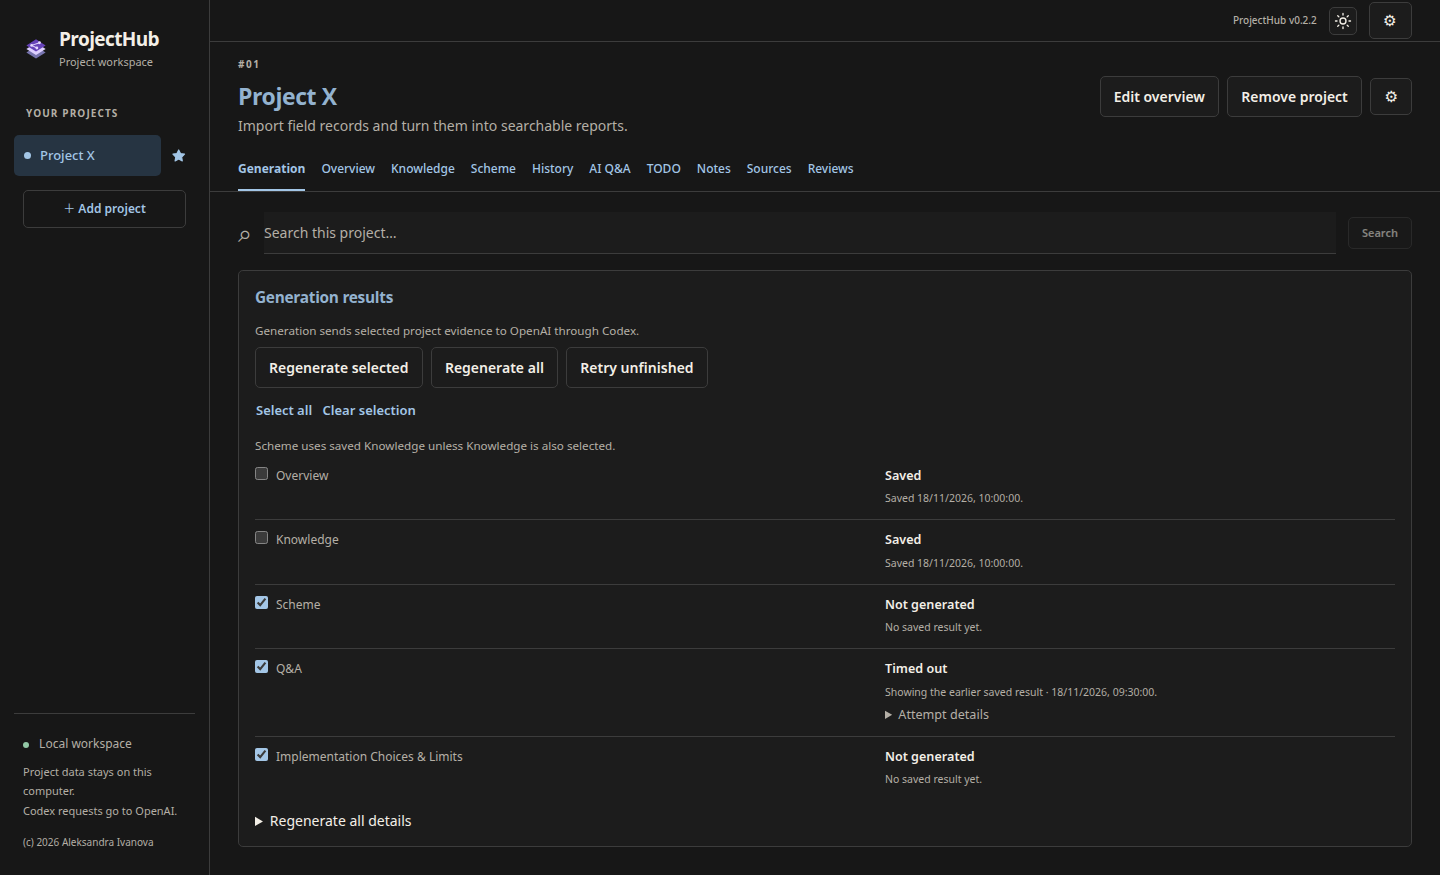 ProjectHub
Project workspace
YOUR PROJECTS
Project X
+ Add project
Local workspace
Project data stays on this
computer.
Codex requests go to OpenAI.
(c) 2026 Aleksandra Ivanova
ProjectHub v0.2.2
#01
Project X
Import field records and turn them into searchable reports.
Edit overview Remove project
Generation Overview Knowledge Scheme History AI Q&A TODO Notes Sources Reviews
Search this project... Search
Generation results
Generation sends selected project evidence to OpenAI through Codex.
Regenerate selected Regenerate all Retry unfinished
Select all Clear selection
Scheme uses saved Knowledge unless Knowledge is also selected.
Overview Saved
Saved 18/11/2026, 10:00:00.
Knowledge Saved
Saved 18/11/2026, 10:00:00.
Scheme Not generated
No saved result yet.
Q&A Timed out
Showing the earlier saved result · 18/11/2026, 09:30:00.
Attempt details
Implementation Choices & Limits Not generated
No saved result yet.
Regenerate all details